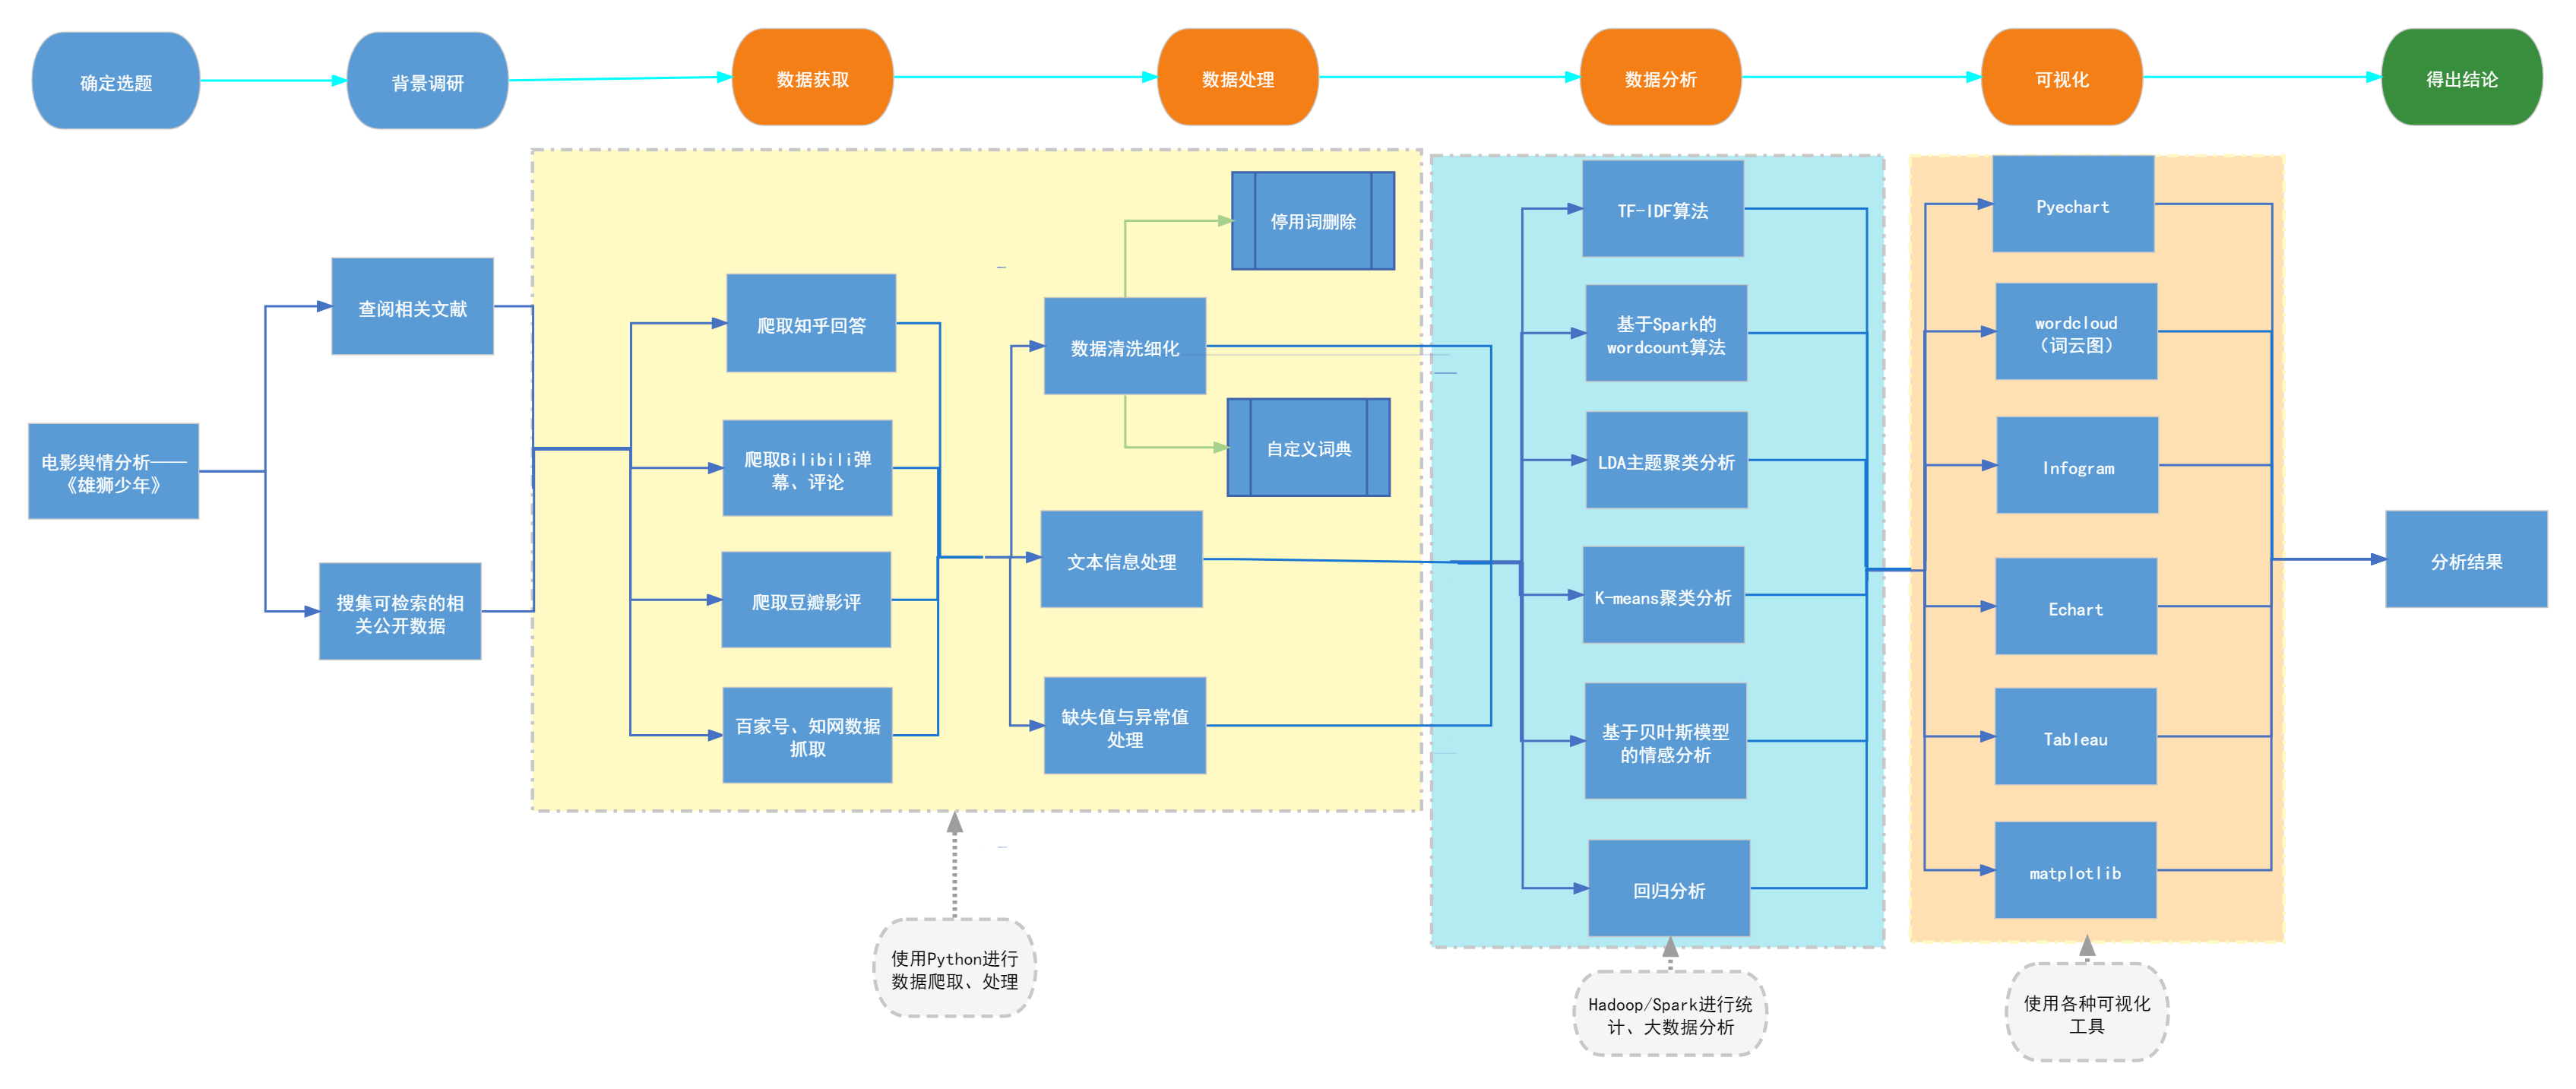 确定选题
背景调研
数据获取
数据处理
数据分析
可视化
得出结论
电影舆情分析——
《雄狮少年》
查阅相关文献
搜集可检索的相
关公开数据
爬取知乎回答
爬取Bilibili弹
幕、评论
爬取豆瓣影评
百家号、知网数据
抓取
停用词删除
数据清洗细化
自定义词典
文本信息处理
缺失值与异常值
处理
TF-IDF算法
基于Spark的
wordcount算法
LDA主题聚类分析
K-means聚类分析
基于贝叶斯模型
的情感分析
回归分析
Pyechart
wordcloud
（词云图）
Infogram
Echart
Tableau
matplotlib
分析结果
使用Python进行
数据爬取、处理
Hadoop/Spark进行统
计、大数据分析
使用各种可视化
工具